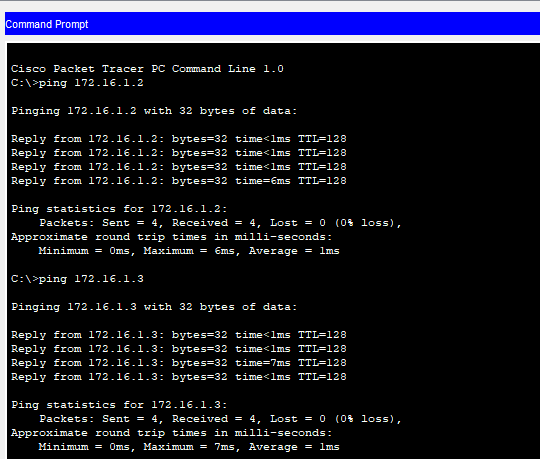 Command Prompt
Cisco Packet Tracer PC Command Line 1.0
C:\>ping 172.16.1.2
Pinging 172.16.1.2 with 32 bytes of data:
Reply from 172.16.1.2: bytes=32 time<1ms TTL=128
Reply from 172.16.1.2: bytes=32 time<1ms TTL=128
Reply from 172.16.1.2: bytes=32 time<1ms TTL=128
Reply from 172.16.1.2: bytes=32 time=6ms TTL=128
Ping statistics for 172.16.1.2:
Packets: Sent = 4, Received = 4, Lost = 0 (0% loss),
Approximate round trip times in milli-seconds:
Minimum = 0ms, Maximum = 6ms, Average = 1ms
C:\>ping 172.16.1.3
Pinging 172.16.1.3 with 32 bytes of data:
Reply from 172.16.1.3: bytes=32 time<1ms TTL=128
Reply from 172.16.1.3: bytes=32 time<1ms TTL=128
Reply from 172.16.1.3: bytes=32 time=7ms TTL=128
Reply from 172.16.1.3: bytes=32 time<1ms TTL=128
Ping statistics for 172.16.1.3:
Packets: Sent = 4, Received = 4, Lost = 0 (0% loss),
Approximate round trip times in milli-seconds:
Minimum = 0ms, Maximum = 7ms, Average = 1ms